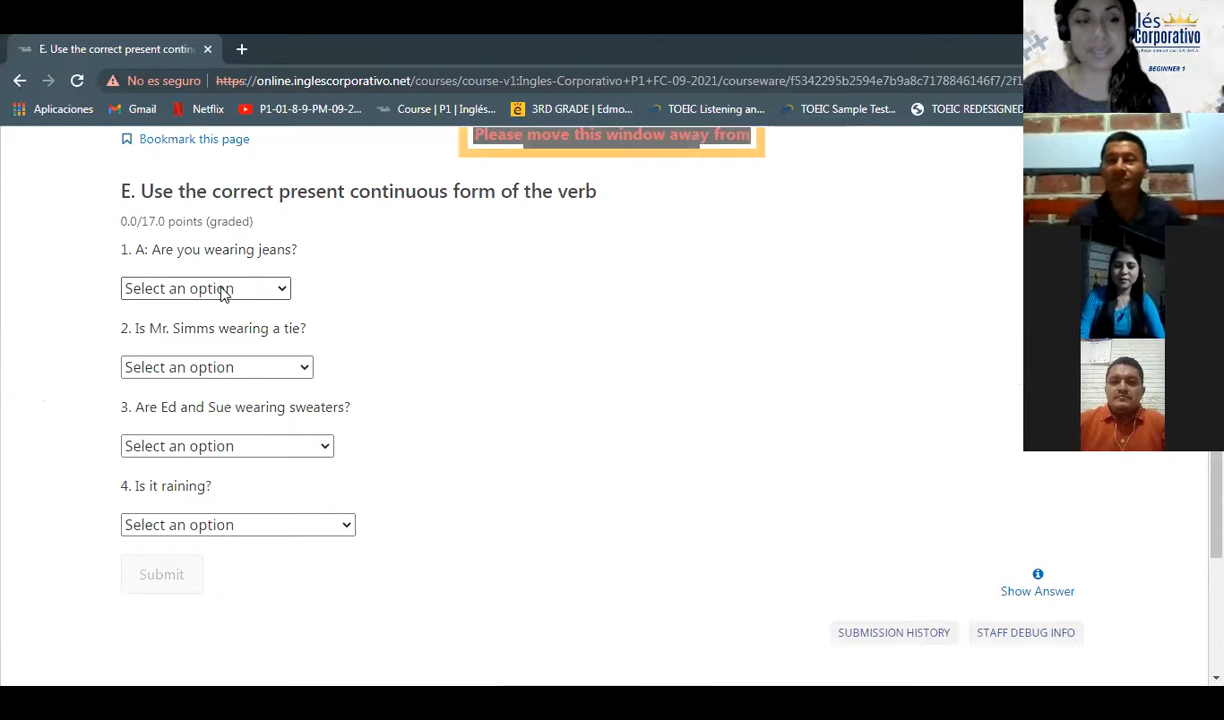 E. Use the correct present contin
No es seguro
https://online.inglescorporativo.net/courses/course-v1:Ingles-Corporativo+P1+FC-09-2021/courseware/f5342295b2594e7b9a8c7178846146f7/2f1
Aplicaciones
Gmail
Netflix
P1-01-8-9-PM-09-2...
Course | P1 | Inglés...
3RD GRADE | Edmo...
TOEIC Listening an...
TOEIC Sample Test...
TOEIC REDESIGNED
lés
Corporativo
BEGINNER 1
Bookmark this page
Please move this window away from
E. Use the correct present continuous form of the verb
0.0/17.0 points (graded)
1. A: Are you wearing jeans?
Select an option
2. Is Mr. Simms wearing a tie?
Select an option
3. Are Ed and Sue wearing sweaters?
Select an option
4. Is it raining?
Select an option
Submit
Show Answer
SUBMISSION HISTORY
STAFF DEBUG INFO